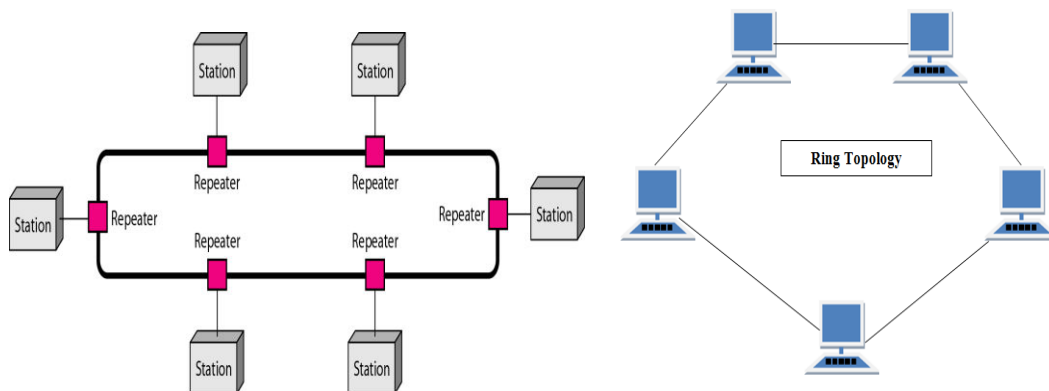 Station
Station
Repeater
Repeater
Station
Repeater
Repeater
Station
Repeater
Repeater
Station
Station
Ring Topology